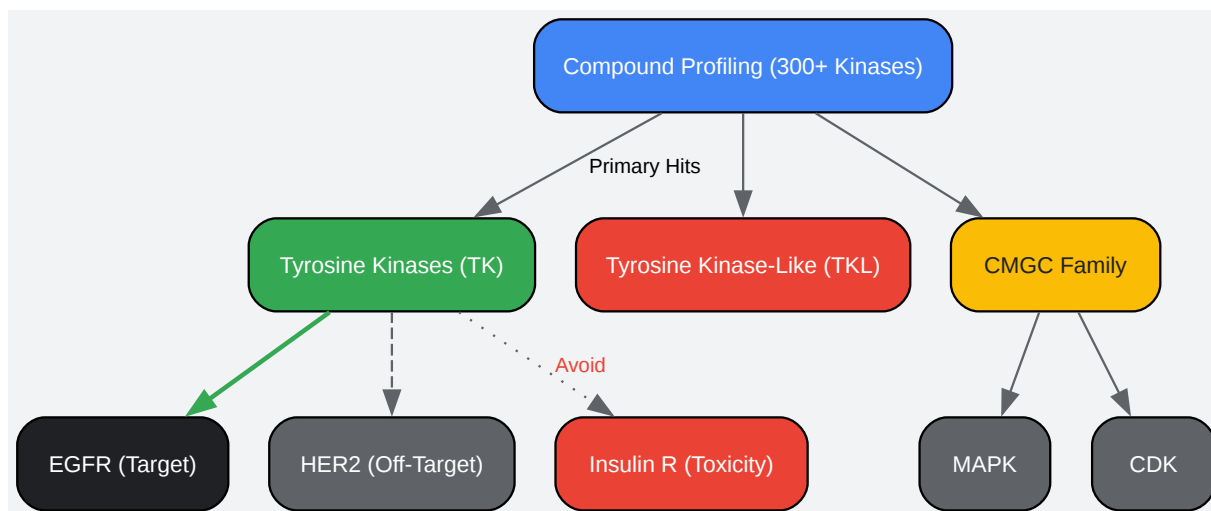 Compound Profiling (300+ Kinases)
Primary Hits
Tyrosine Kinases (TK)
Tyrosine Kinase-Like (TKL)
CMGC Family
Avoid
EGFR (Target)
HER2 (Off-Target)
Insulin R (Toxicity)
MAPK
CDK